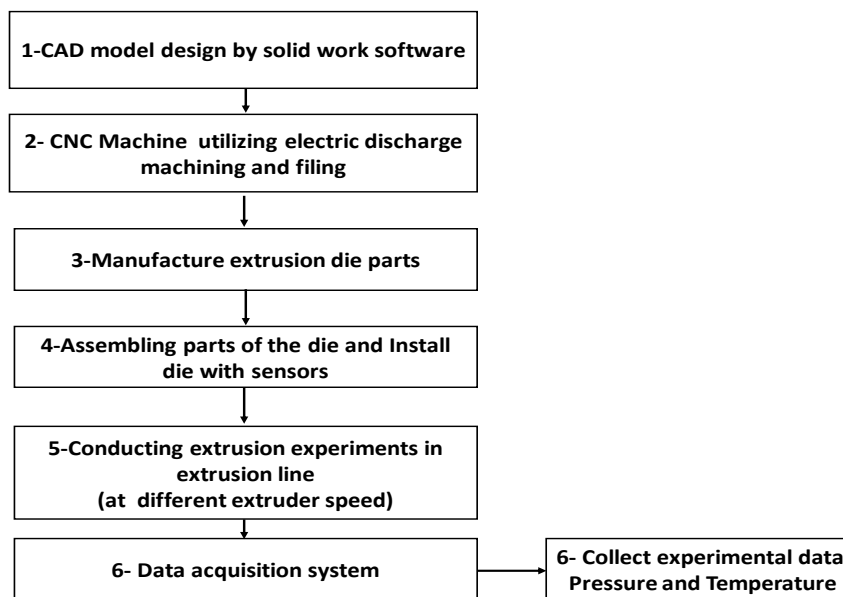 1-CAD model design by solid work software
2- CNC Machine utilizing electric discharge
machining and filing
3-Manufacture extrusion die parts
4-Assembling parts of the die and Install
die with sensors
5-Conducting extrusion experiments in
extrusion line
(at different extruder speed)
6- Data acquisition system
6- Collect experimental data
Pressure and Temperature